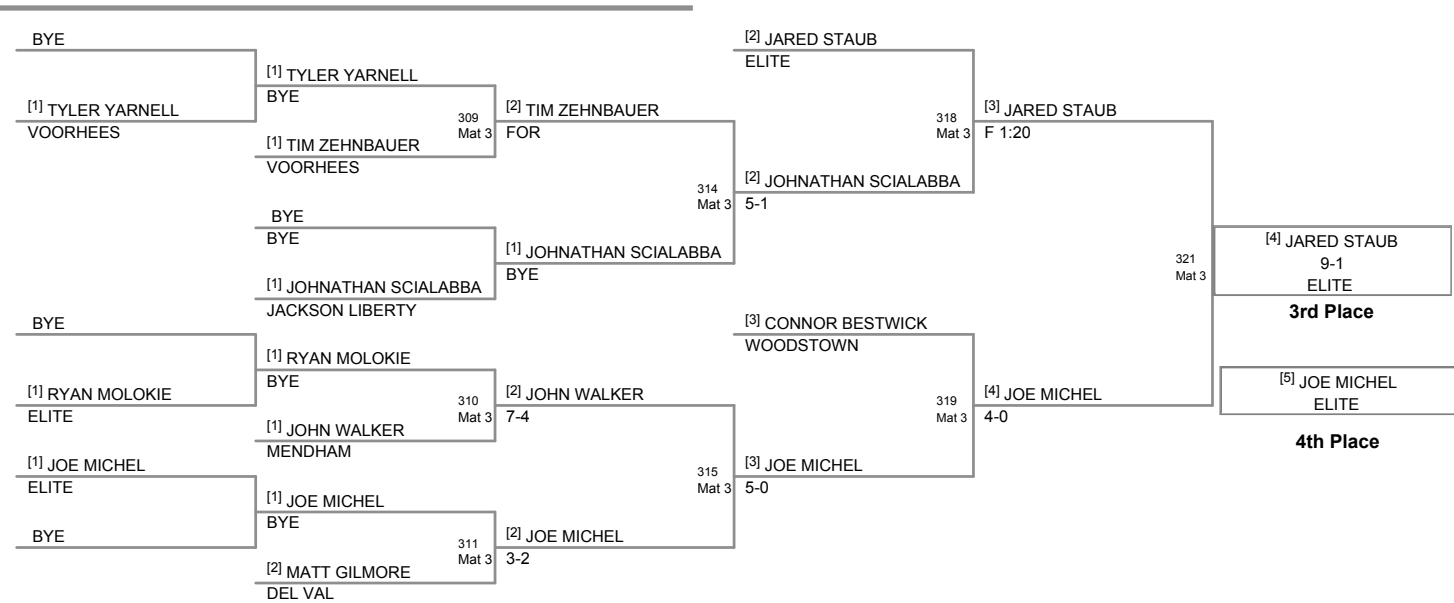 BYE
[1] TYLER YARNELL
VOORHEES
[1] TYLER YARNELL
BYE
309
Mat 3
[1] TIM ZEHNBAUER
VOORHEES
[2] TIM ZEHNBAUER
FOR
BYE
BYE
[1] JOHNATHAN SCIALABBA
JACKSON LIBERTY
[1] JOHNATHAN SCIALABBA
BYE
314
Mat 3
[2] JARED STAUB
ELITE
[2] JOHNATHAN SCIALABBA
5-1
318
Mat 3
[3] JARED STAUB
F 1:20
BYE
[1] RYAN MOLOKIE
ELITE
[1] RYAN MOLOKIE
BYE
310
Mat 3
[1] JOHN WALKER
MENDHAM
[2] JOHN WALKER
7-4
[1] JOE MICHEL
ELITE
BYE
[1] JOE MICHEL
BYE
311
Mat 3
[2] MATT GILMORE
DEL VAL
[2] JOE MICHEL
3-2
315
Mat 3
[3] CONNOR BESTWICK
WOODSTOWN
[3] JOE MICHEL
5-0
319
Mat 3
[4] JOE MICHEL
4-0
321
Mat 3
[4] JARED STAUB
9-1
ELITE
3rd Place
[5] JOE MICHEL
ELITE
4th Place